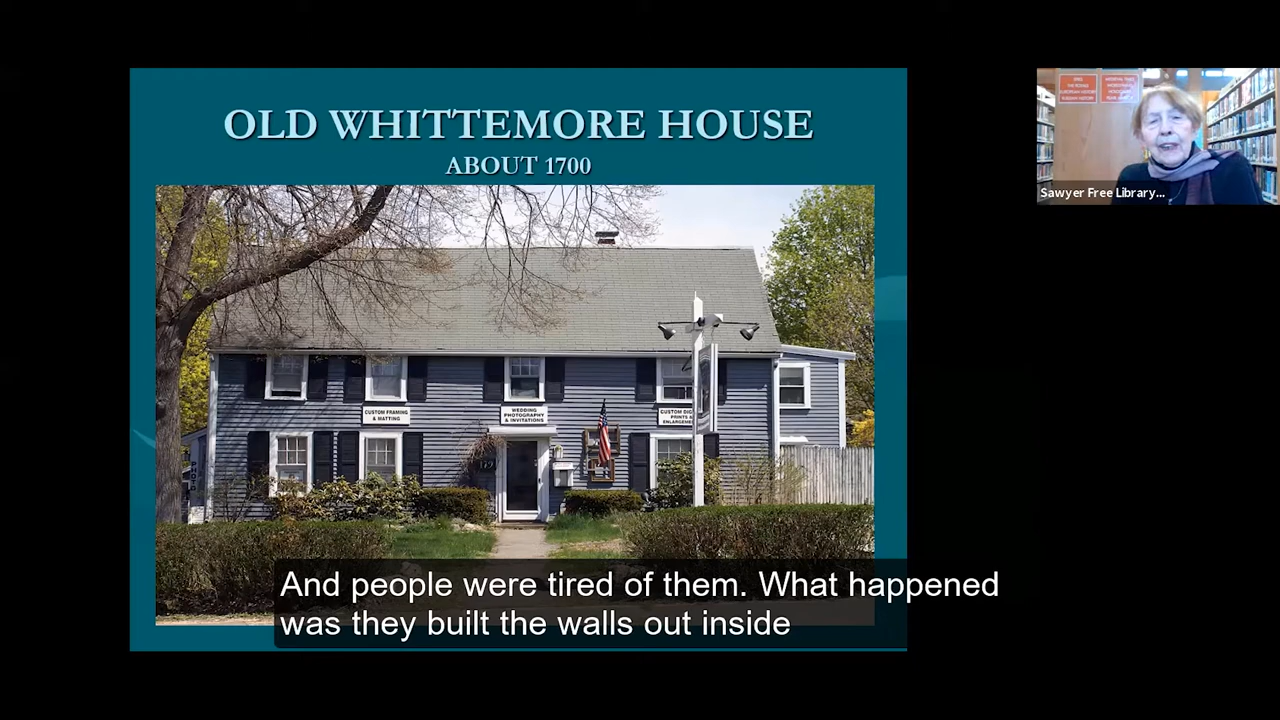 OLD WHITTEMORE HOUSE
ABOUT 1700
Sawyer Free Library...
CUSTOM FRAMING
& MATTING
WEDDING
PHOTOGRAPHY
& INVITATIONS
CUSTOM DIG
PRINTS &
ENLARGEME
179
And people were tired of them. What happened
was they built the walls out inside